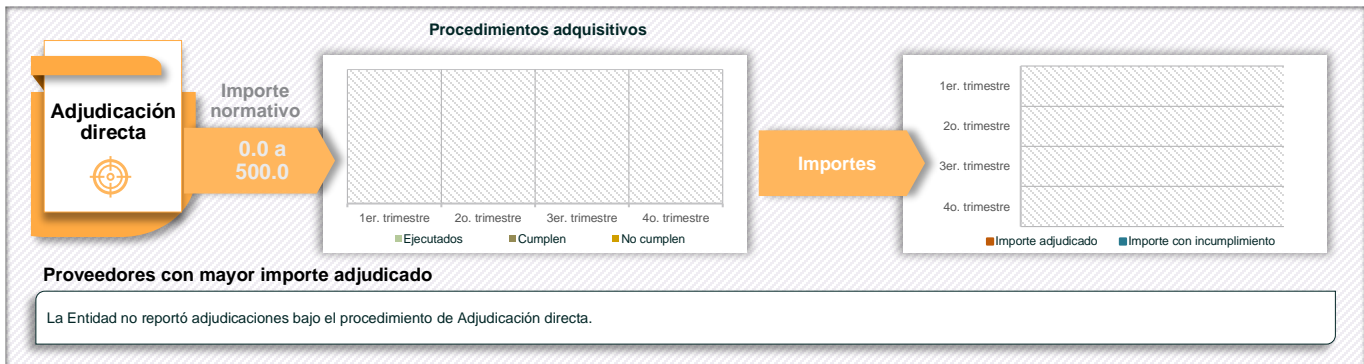 Procedimientos adquisitivos
Adjudicación
directa
Importe
normativo
0.0 a
500.0
1er. trimestre
2o. trimestre
3er. trimestre
4o. trimestre
Ejecutados
Cumplen
No cumplen
Importes
1er. trimestre
2o. trimestre
3er. trimestre
4o. trimestre
Importe adjudicado
Importe con incumplimiento
Proveedores con mayor importe adjudicado
La Entidad no reportó adjudicaciones bajo el procedimiento de Adjudicación directa.